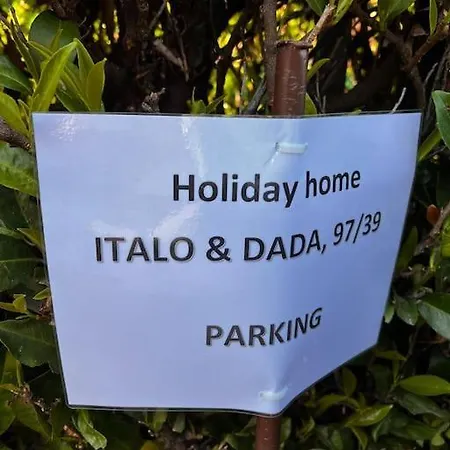 Holiday home
ITALO & DADA, 97/39
PARKING